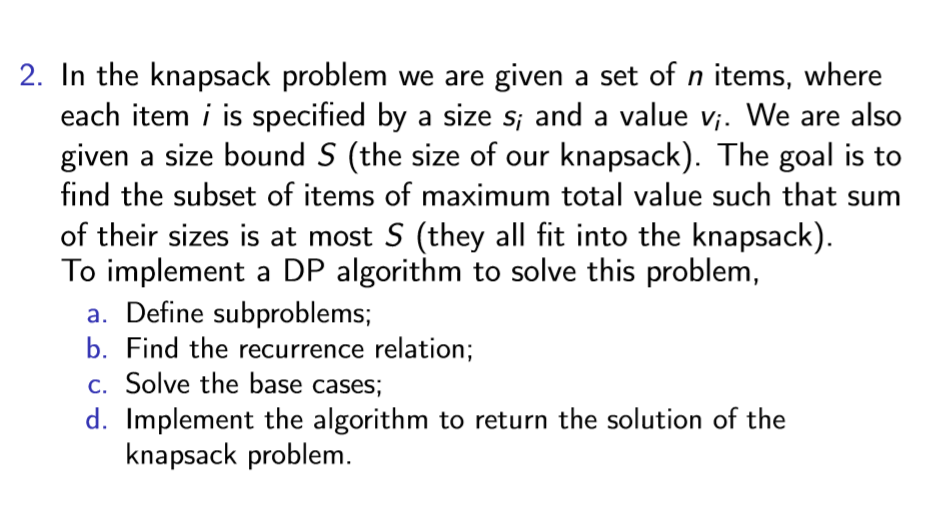 2. In the knapsack problem we are given a set of n items, where
each item i is specified by a size sᵢ and a value vᵢ. We are also
given a size bound S (the size of our knapsack). The goal is to
find the subset of items of maximum total value such that sum
of their sizes is at most S (they all fit into the knapsack).
To implement a DP algorithm to solve this problem,
a. Define subproblems;
b. Find the recurrence relation;
c. Solve the base cases;
d. Implement the algorithm to return the solution of the
knapsack problem.